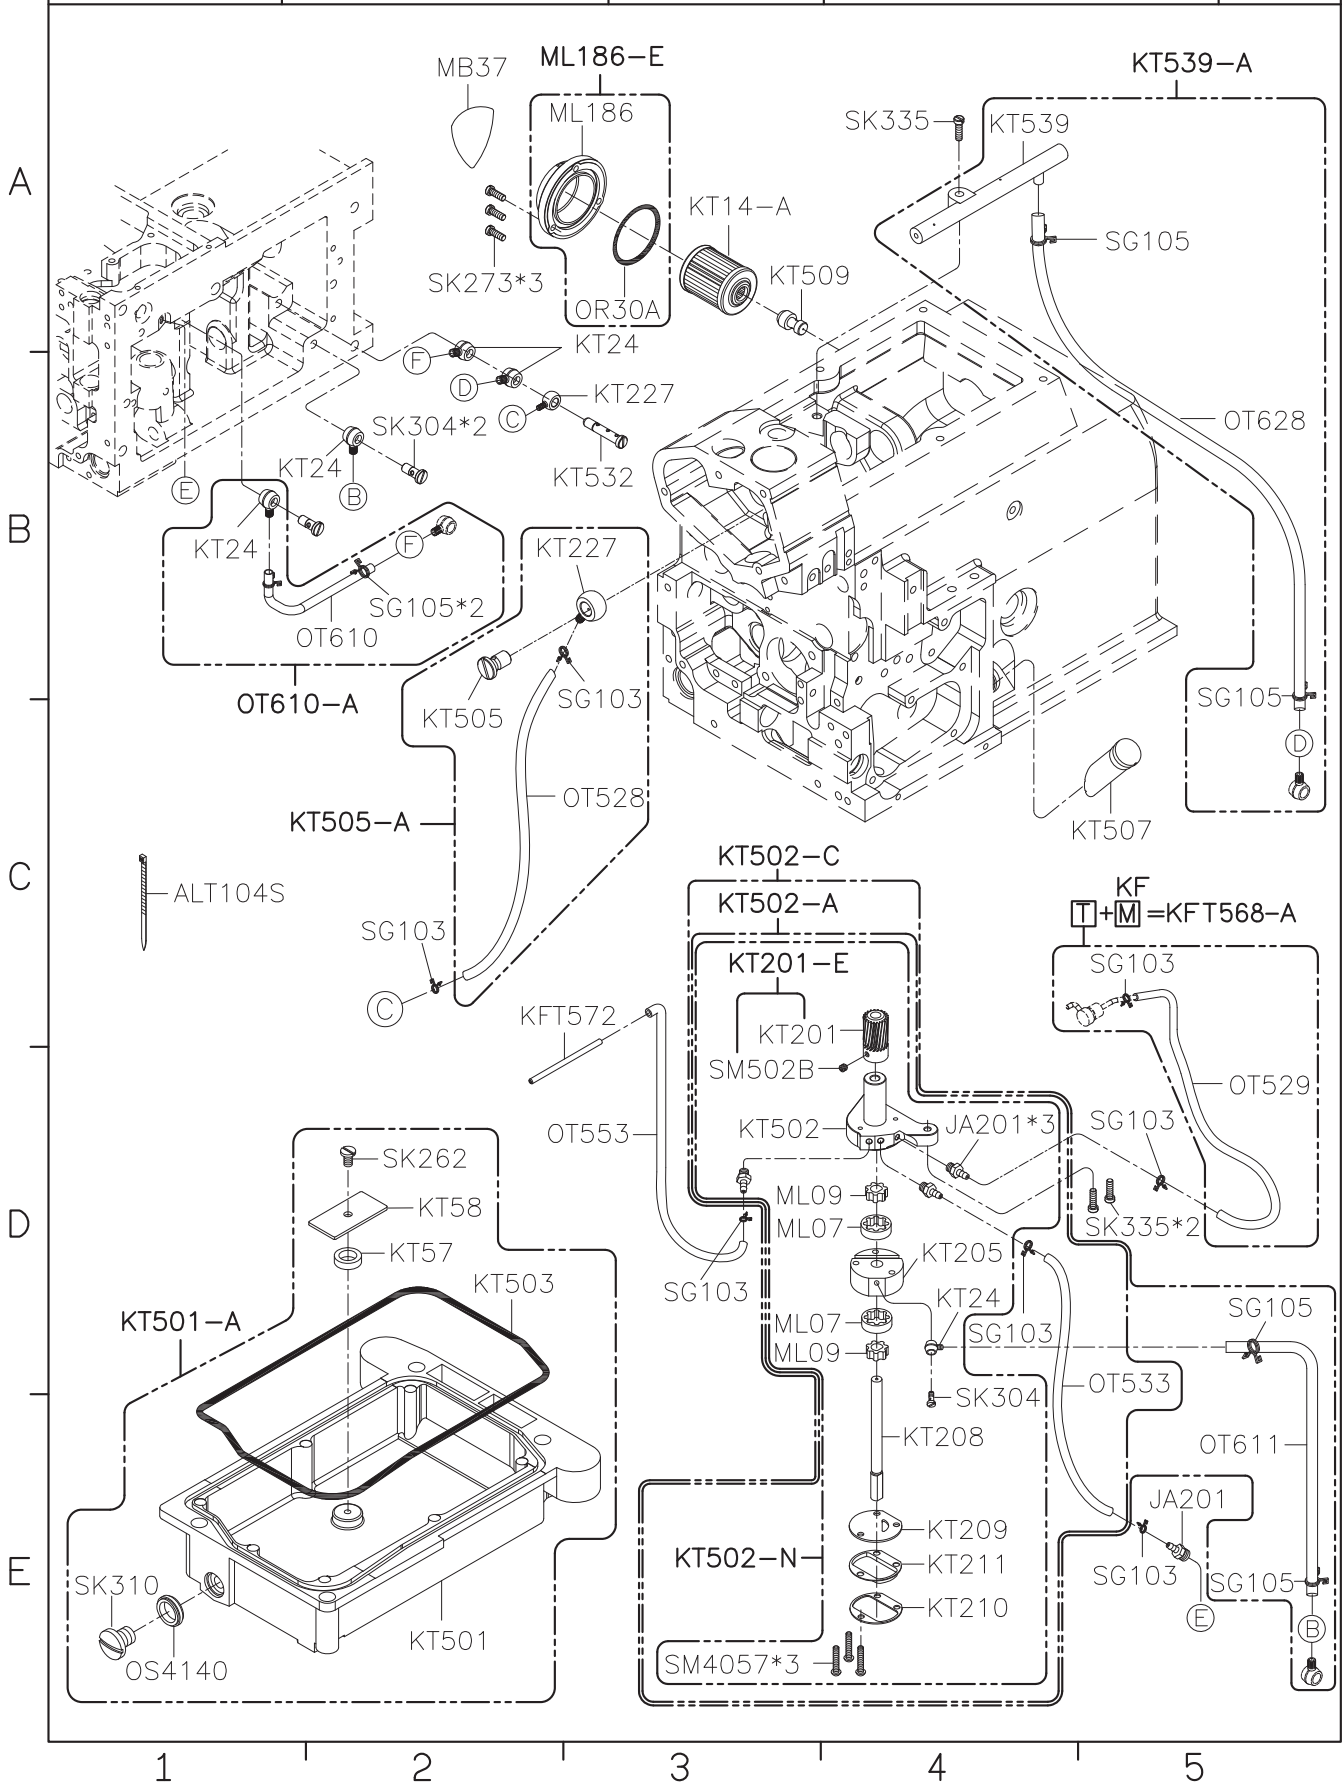 ML186-E
MB37
KT539-A
ML186
SK335
KT539
A
KT14-A
SG105
SK273*3
KT509
OR30A
KT24
F
D
KT227
C
OT628
SK304*2
KT24
KT532
E
B
B
F
KT24
KT227
SG105*2
OT610
SG103
SG105
OT610-A
KT505
D
OT528
KT505-A
KT507
C
KT502-C
KF
ALT104S
KT502-A
T+M=KFT568-A
SG103
KT201-E
SG103
C
KFT572
KT201
SM502B
OT529
OT553
KT502
JA201*3
SG103
SK262
ML09
KT58
D
ML07
SK335*2
KT57
KT205
KT503
SG103
KT24
KT501-A
ML07
SG103
SG105
ML09
OT533
SK304
KT208
OT611
JA201
KT209
KT502-N
KT211
E
SK310
SG103
SG105
KT210
E
B
KT501
OS4140
SM4057*3
1
2
3
4
5